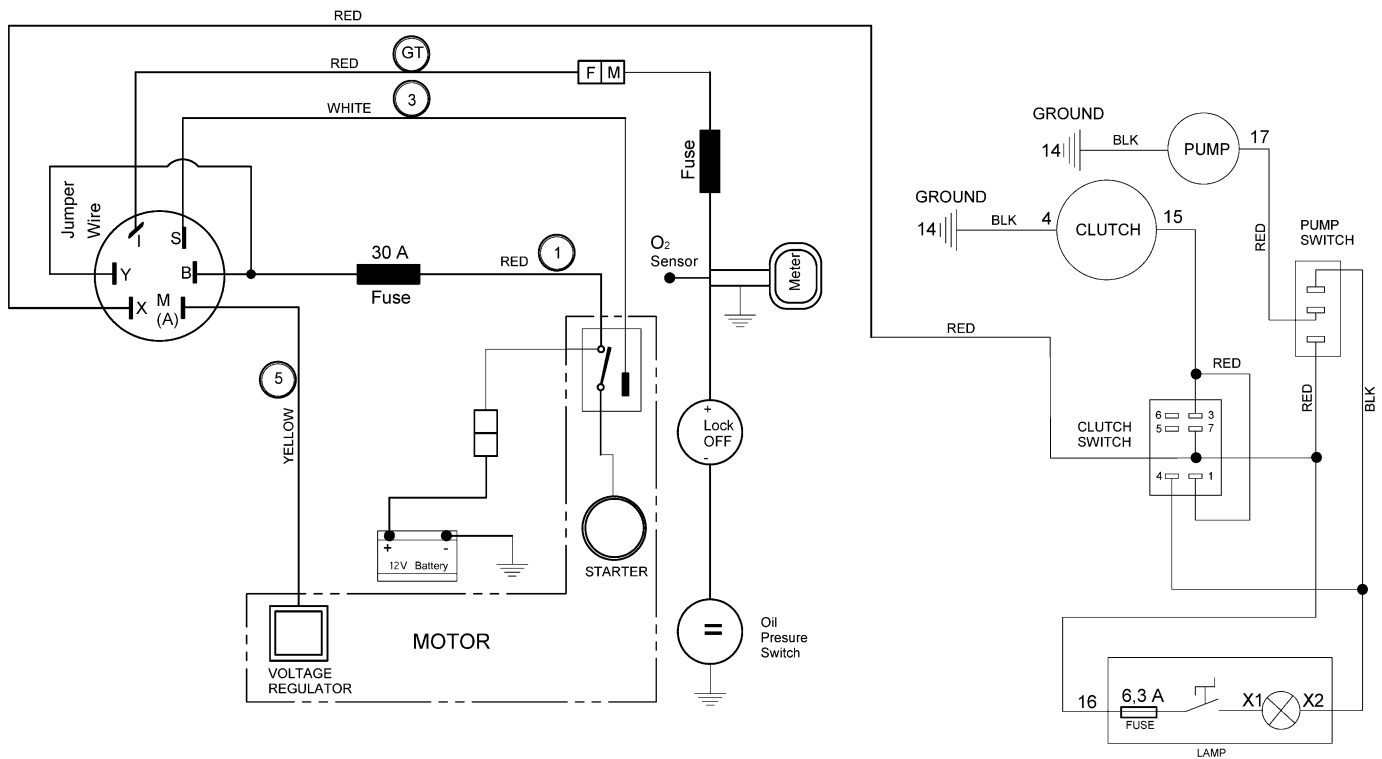 RED
GT
RED
F M
3
WHITE
Jumper
Wire
I
S
Y
B
X
M
(A)
30 A
Fuse
RED
1
5
YELLOW
Fuse
O2
Sensor
Meter
+
Lock
OFF
-
+
-
12V Battery
STARTER
MOTOR
VOLTAGE
REGULATOR
=
Oil
Presure
Switch
GROUND
14
BLK
PUMP
17
GROUND
14
BLK
4
CLUTCH
15
RED
PUMP
SWITCH
RED
RED
RED
BLK
CLUTCH
SWITCH
6 3
5 7
4 1
16
6,3 A
FUSE
X1
X2
LAMP